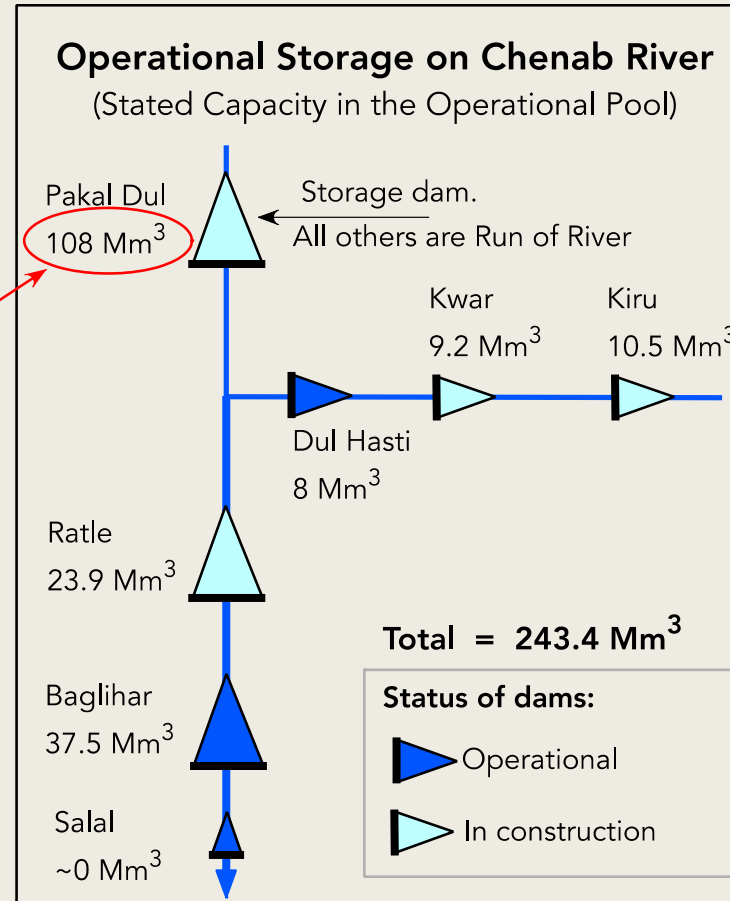 Operational Storage on Chenab River
(Stated Capacity in the Operational Pool)
Pakal Dul
108 Mm³
Storage dam.
All others are Run of River
Kwar
9.2 Mm³
Kiru
10.5 Mm³
Dul Hasti
8 Mm³
Ratle
23.9 Mm³
Baglihar
37.5 Mm³
Salal
~0 Mm³
Total = 243.4 Mm³
Status of dams:
Operational
In construction